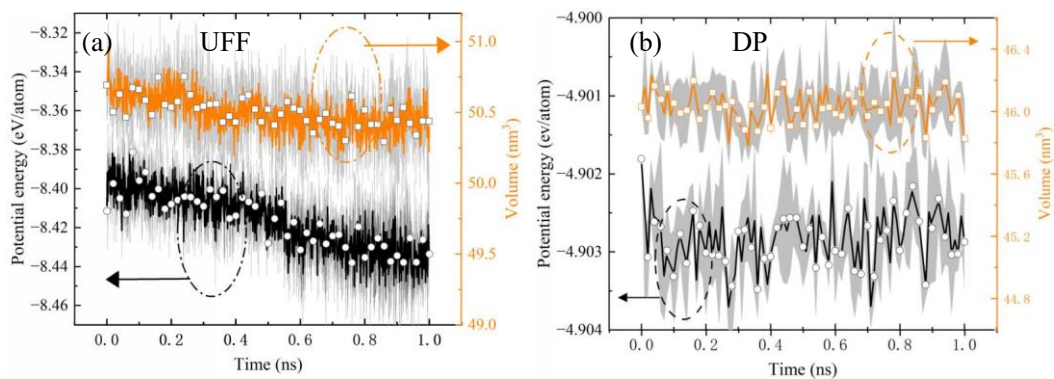 (a) UFF
Potential energy (eV/atom)
−8.32
−8.34
−8.36
−8.38
−8.40
−8.42
−8.44
−8.46
51.0
50.5
50.0
49.5
49.0
Volume (nm³)
0.0 0.2 0.4 0.6 0.8 1.0
Time (ns)
(b) DP
Potential energy (ev/atom)
−4.900
−4.901
−4.902
−4.903
−4.904
46.4
46.0
45.6
45.2
44.8
Volume (nm³)
0.0 0.2 0.4 0.6 0.8 1.0
Time (ns)